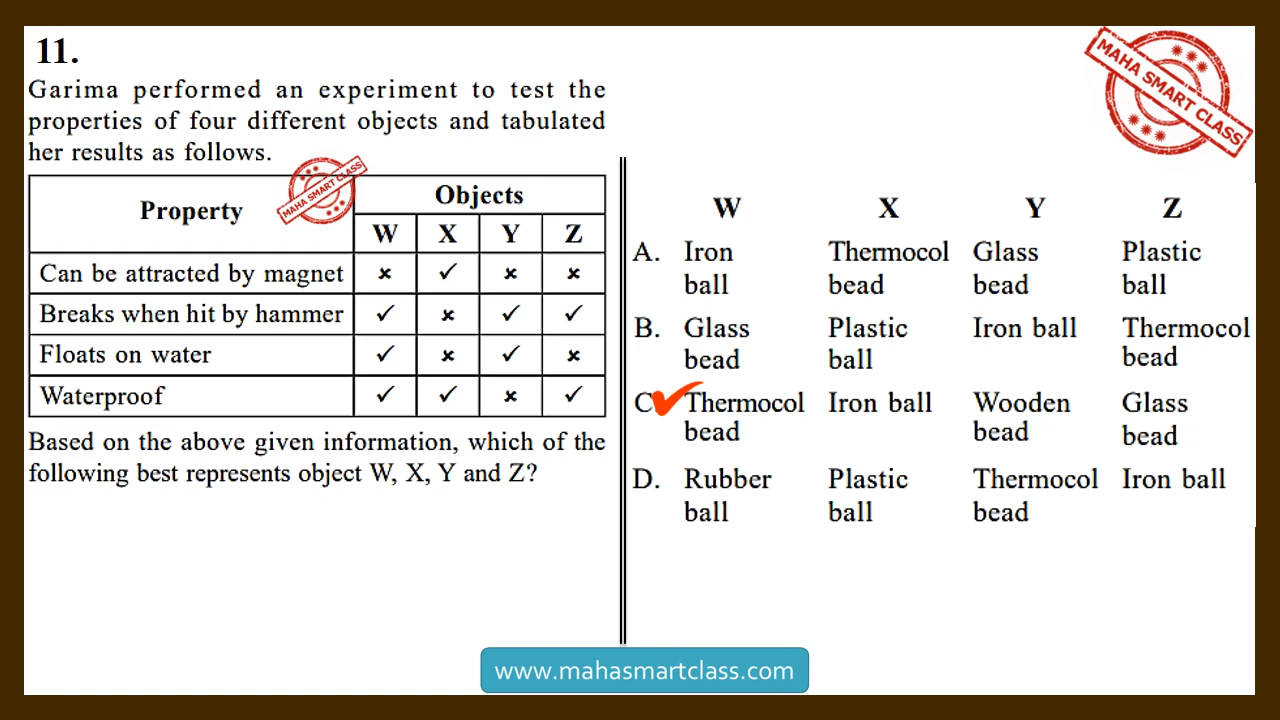 11.
Garima performed an experiment to test the
properties of four different objects and tabulated
her results as follows.
MAHA SMART CLASS
Property Objects
W X Y Z
Can be attracted by magnet × ✓ × ×
Breaks when hit by hammer ✓ × ✓ ✓
Floats on water ✓ × ✓ ×
Waterproof ✓ ✓ × ✓
Based on the above given information, which of the
following best represents object W, X, Y and Z?
MAHA SMART CLASS
W X Y Z
A. Iron Thermocol Glass Plastic
ball bead bead ball
B. Glass Plastic Iron ball Thermocol
bead ball bead
C ✓ Thermocol Iron ball Wooden Glass
bead bead bead
D. Rubber Plastic Thermocol Iron ball
ball ball bead
www.mahasmartclass.com